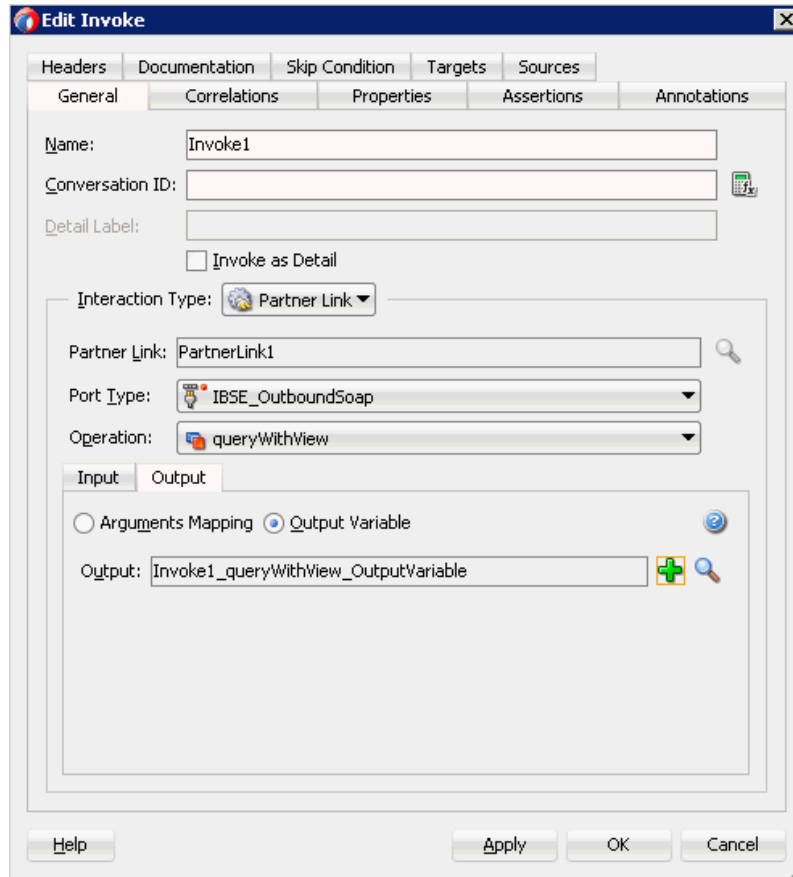 Edit Invoke
Headers Documentation Skip Condition Targets Sources
General Correlations Properties Assertions Annotations
Name: Invoke1
Conversation ID:
Detail Label:
Invoke as Detail
Interaction Type: Partner Link
Partner Link: PartnerLink1
Port Type: IBSE_OutboundSoap
Operation: queryWithView
Input Output
Arguments Mapping Output Variable
Output: Invoke1_queryWithView_OutputVariable
Help Apply OK Cancel